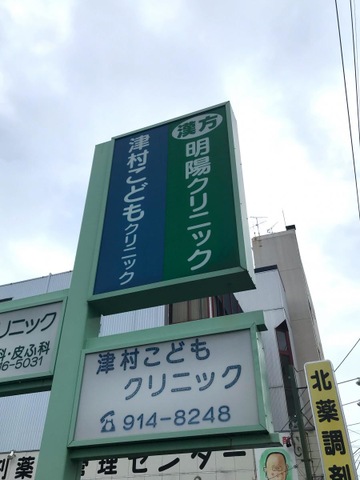 漢方
明陽クリニック
津村こどもクリニック
津村こども
クリニック
☎914-8248
リニック
科・皮ふ科
6-5031
北薬調剤
剤薬
理センター